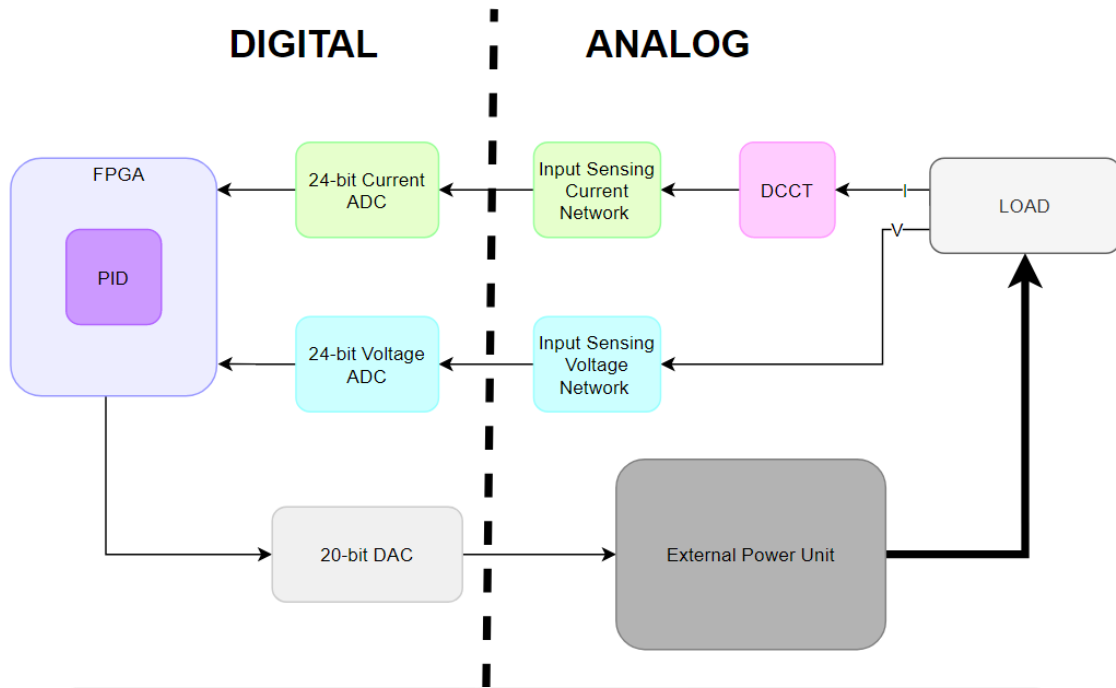 DIGITAL
ANALOG
FPGA
PID
24-bit Current
ADC
Input Sensing
Current
Network
DCCT
I
LOAD
V
24-bit Voltage
ADC
Input Sensing
Voltage
Network
20-bit DAC
External Power Unit